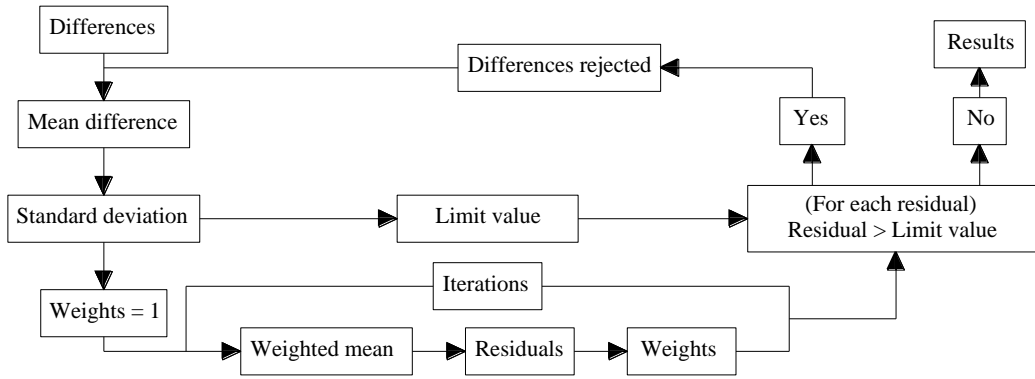 Differences
Results
Differences rejected
Mean difference
Yes
No
Standard deviation
Limit value
(For each residual)
Residual > Limit value
Iterations
Weights = 1
Weighted mean
Residuals
Weights